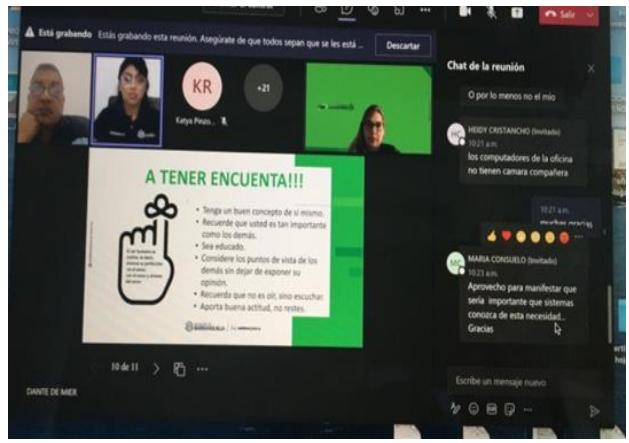 Salir
Está grabando Estás grabando esta reunión. Asegúrate de que todos sepan que se les está ...
Descartar
KR
Katya Pinzo...
+21
A TENER ENCUENTA!!!
• Tenga un buen concepto de si mismo.
• Recuerde que usted es tan importante
como los demás.
• Sea educado.
• Considere los puntos de vista de los
demás sin dejar de exponer su
opinión.
• Recuerda que no es oir, sino escuchar.
• Aporta buena actitud, no restes.
10 de 11
DANTE DE MIER
Chat de la reunión
O por lo menos no el mio
HC
HEIDY CRISTANCHO (Invitado)
10:21 a.m.
los computadores de la oficina
no tienen camara compañera
10:21 a.m.
muchas gracias
MC
MARIA CONSUELO (Invitado)
10:23 a.m.
Aprovecho para manifestar que
seria importante que sistemas
conozca de esta necesidad..
Gracias
Escribe un mensaje nuevo